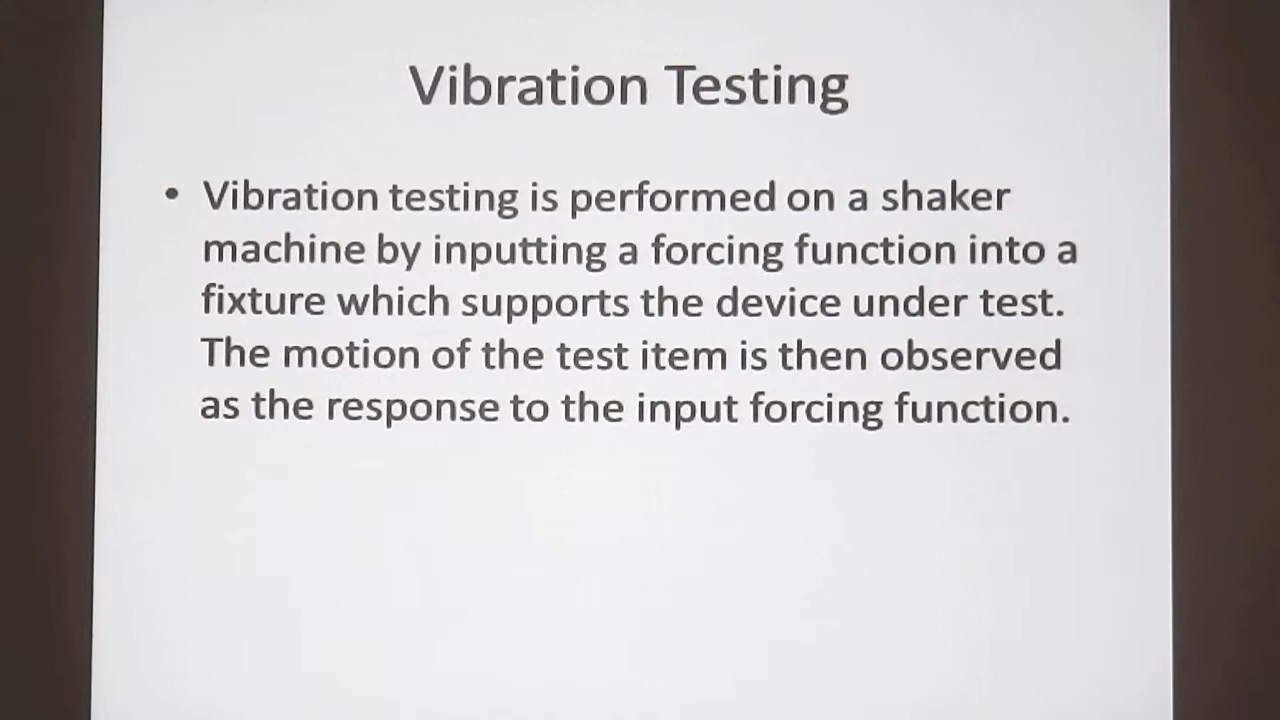 Vibration Testing
• Vibration testing is performed on a shaker
machine by inputting a forcing function into a
fixture which supports the device under test.
The motion of the test item is then observed
as the response to the input forcing function.